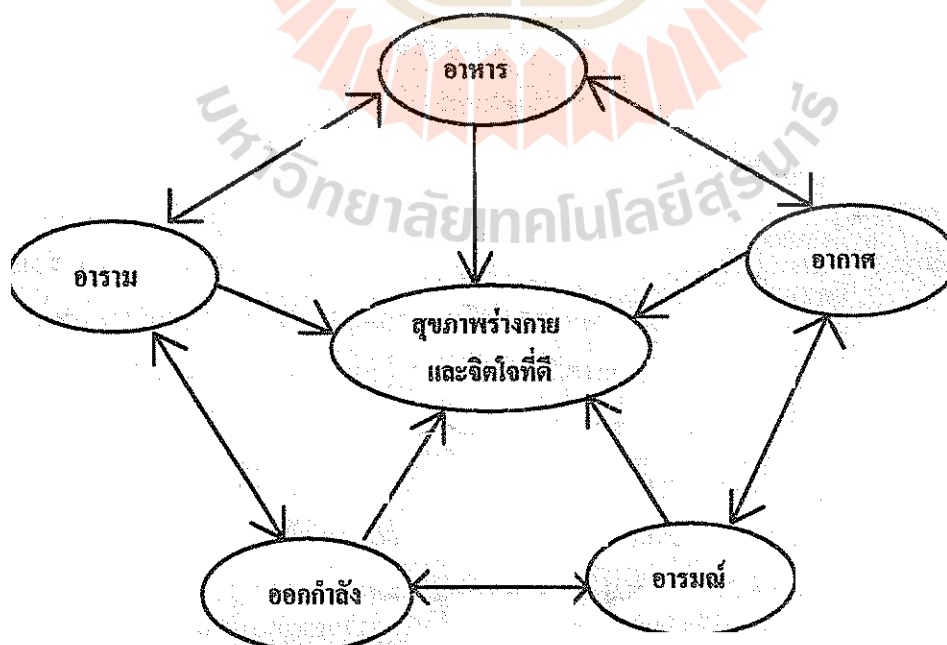 อาหาร
มหาวิทยาลัยเทคโนโลยีสุรนาร
อาราม
อากาศ
สุขภาพร่างกาย
และจิตใจที่ดี
ออกกำลัง
อารมณ์